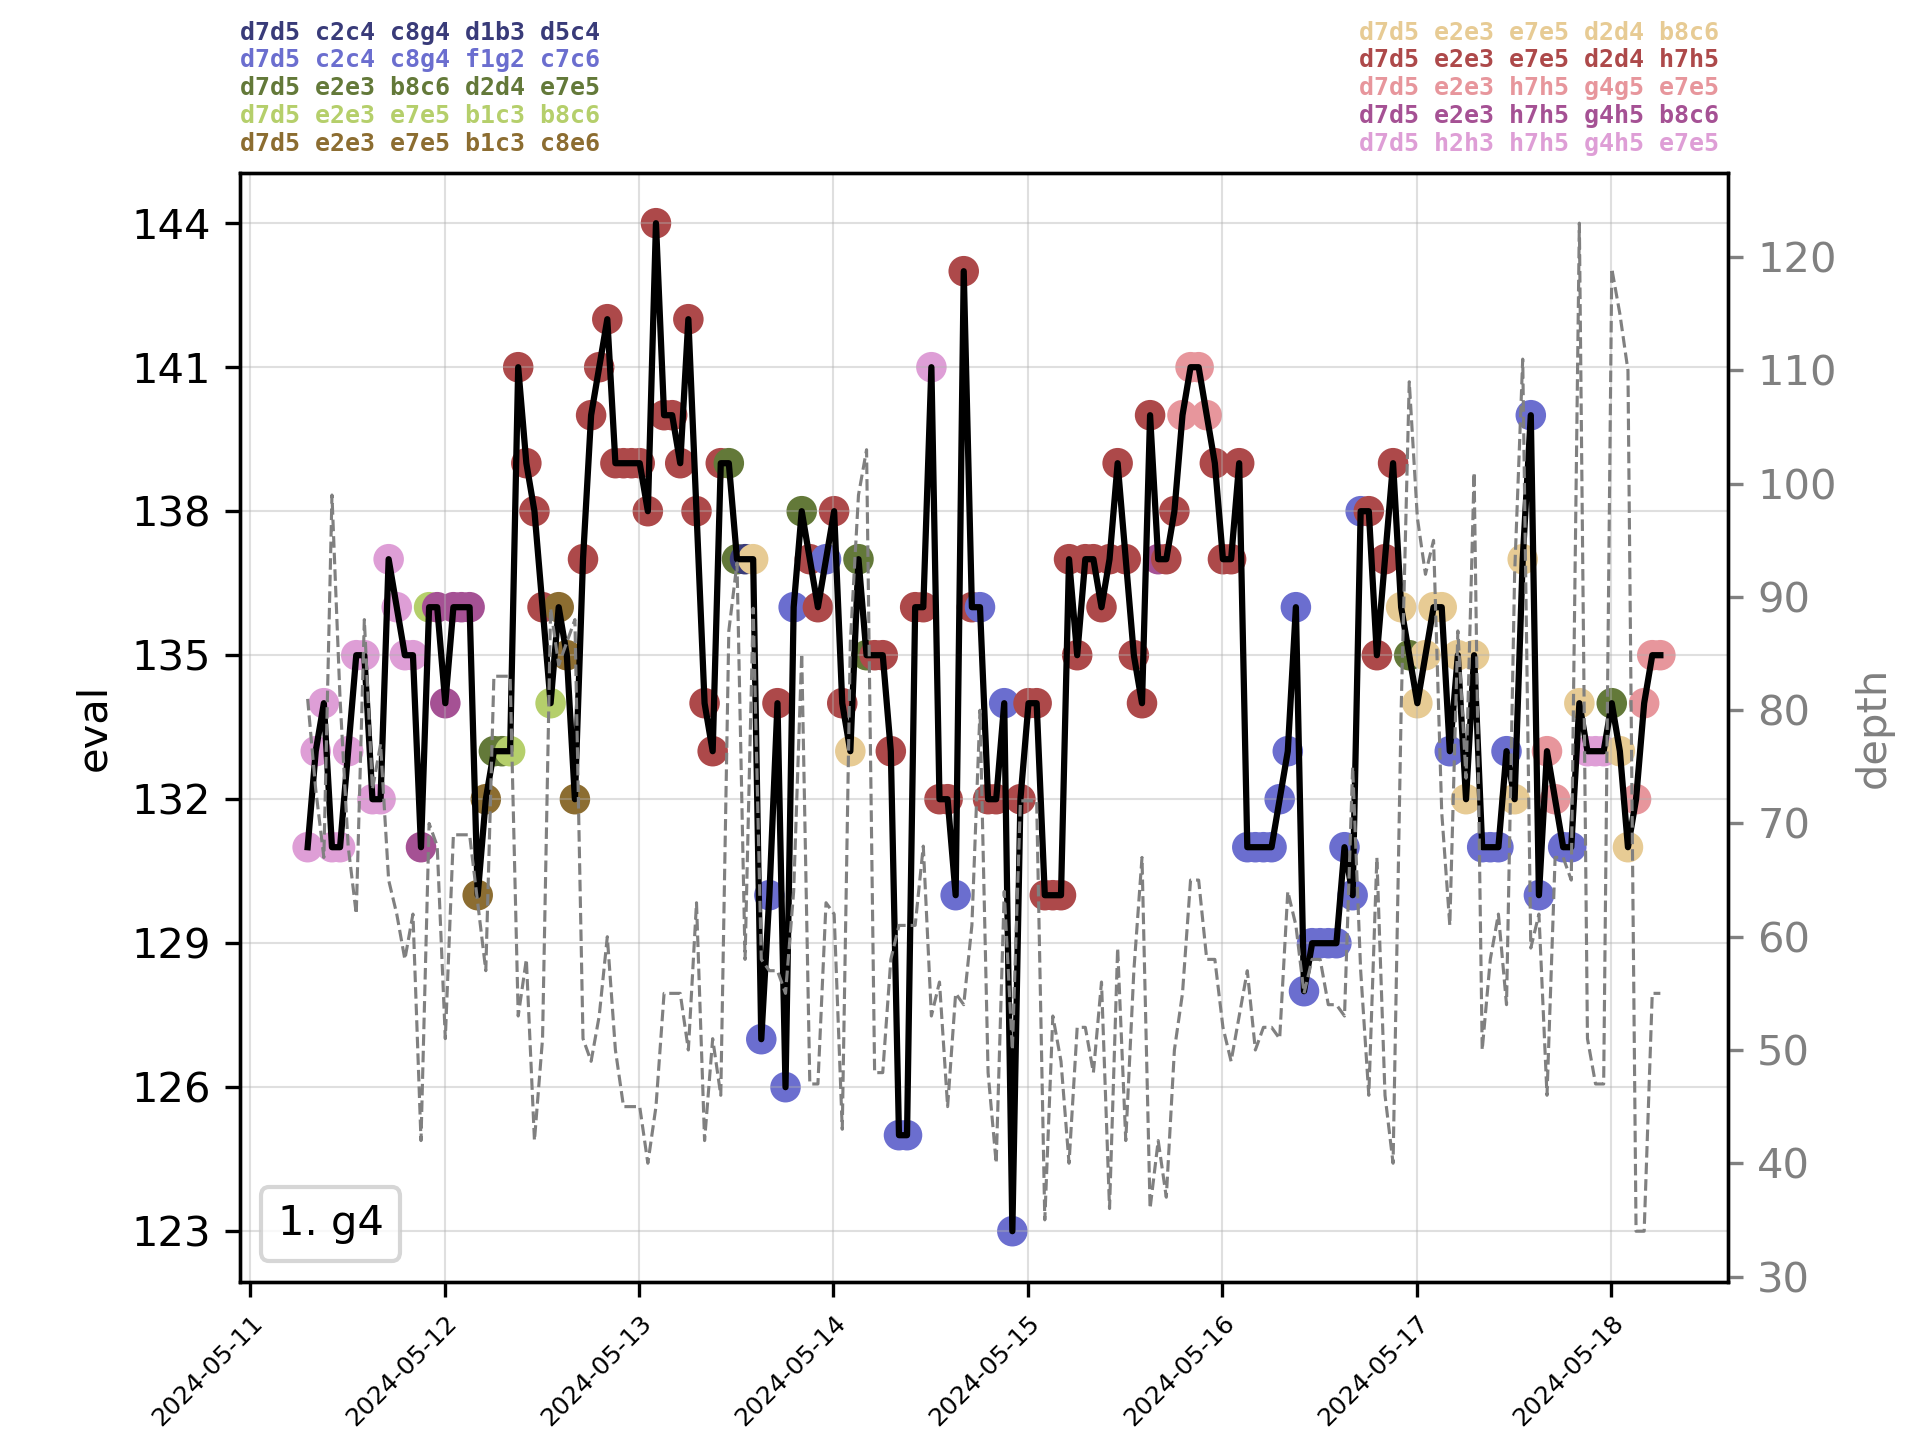 d7d5 c2c4 c8g4 d1b3 d5c4
d7d5 c2c4 c8g4 f1g2 c7c6
d7d5 e2e3 b8c6 d2d4 e7e5
d7d5 e2e3 e7e5 b1c3 b8c6
d7d5 e2e3 e7e5 b1c3 c8e6
d7d5 e2e3 e7e5 d2d4 b8c6
d7d5 e2e3 e7e5 d2d4 h7h5
d7d5 e2e3 h7h5 g4g5 e7e5
d7d5 e2e3 h7h5 g4h5 b8c6
d7d5 h2h3 h7h5 g4h5 e7e5
144
141
138
135
132
129
126
123
eval
1. g4
120
110
100
90
80
70
60
50
40
30
depth
2024-05-11
2024-05-12
2024-05-13
2024-05-14
2024-05-15
2024-05-16
2024-05-17
2024-05-18